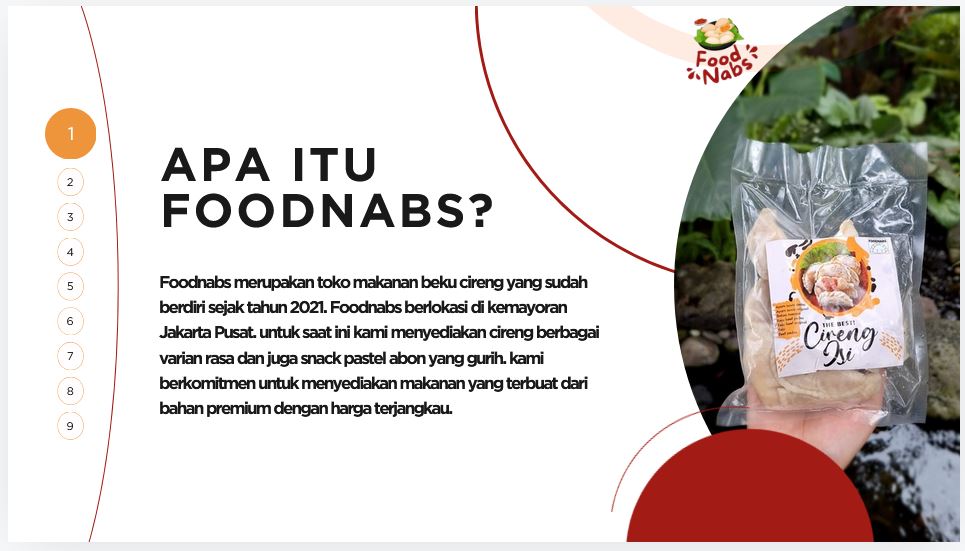 Food
Nabs
1
2
3
4
5
6
7
8
9
APA ITU
FOODNABS?
Foodnabs merupakan toko makanan beku cireng yang sudah
berdiri sejak tahun 2021. Foodnabs berlokasi di kemayoran
Jakarta Pusat. untuk saat ini kami menyediakan cireng berbagai
varian rasa dan juga snack pastel abon yang gurih. kami
berkomitmen untuk menyediakan makanan yang terbuat dari
bahan premium dengan harga terjangkau.
FOODNABS
THE BEST!
Cireng
Isi